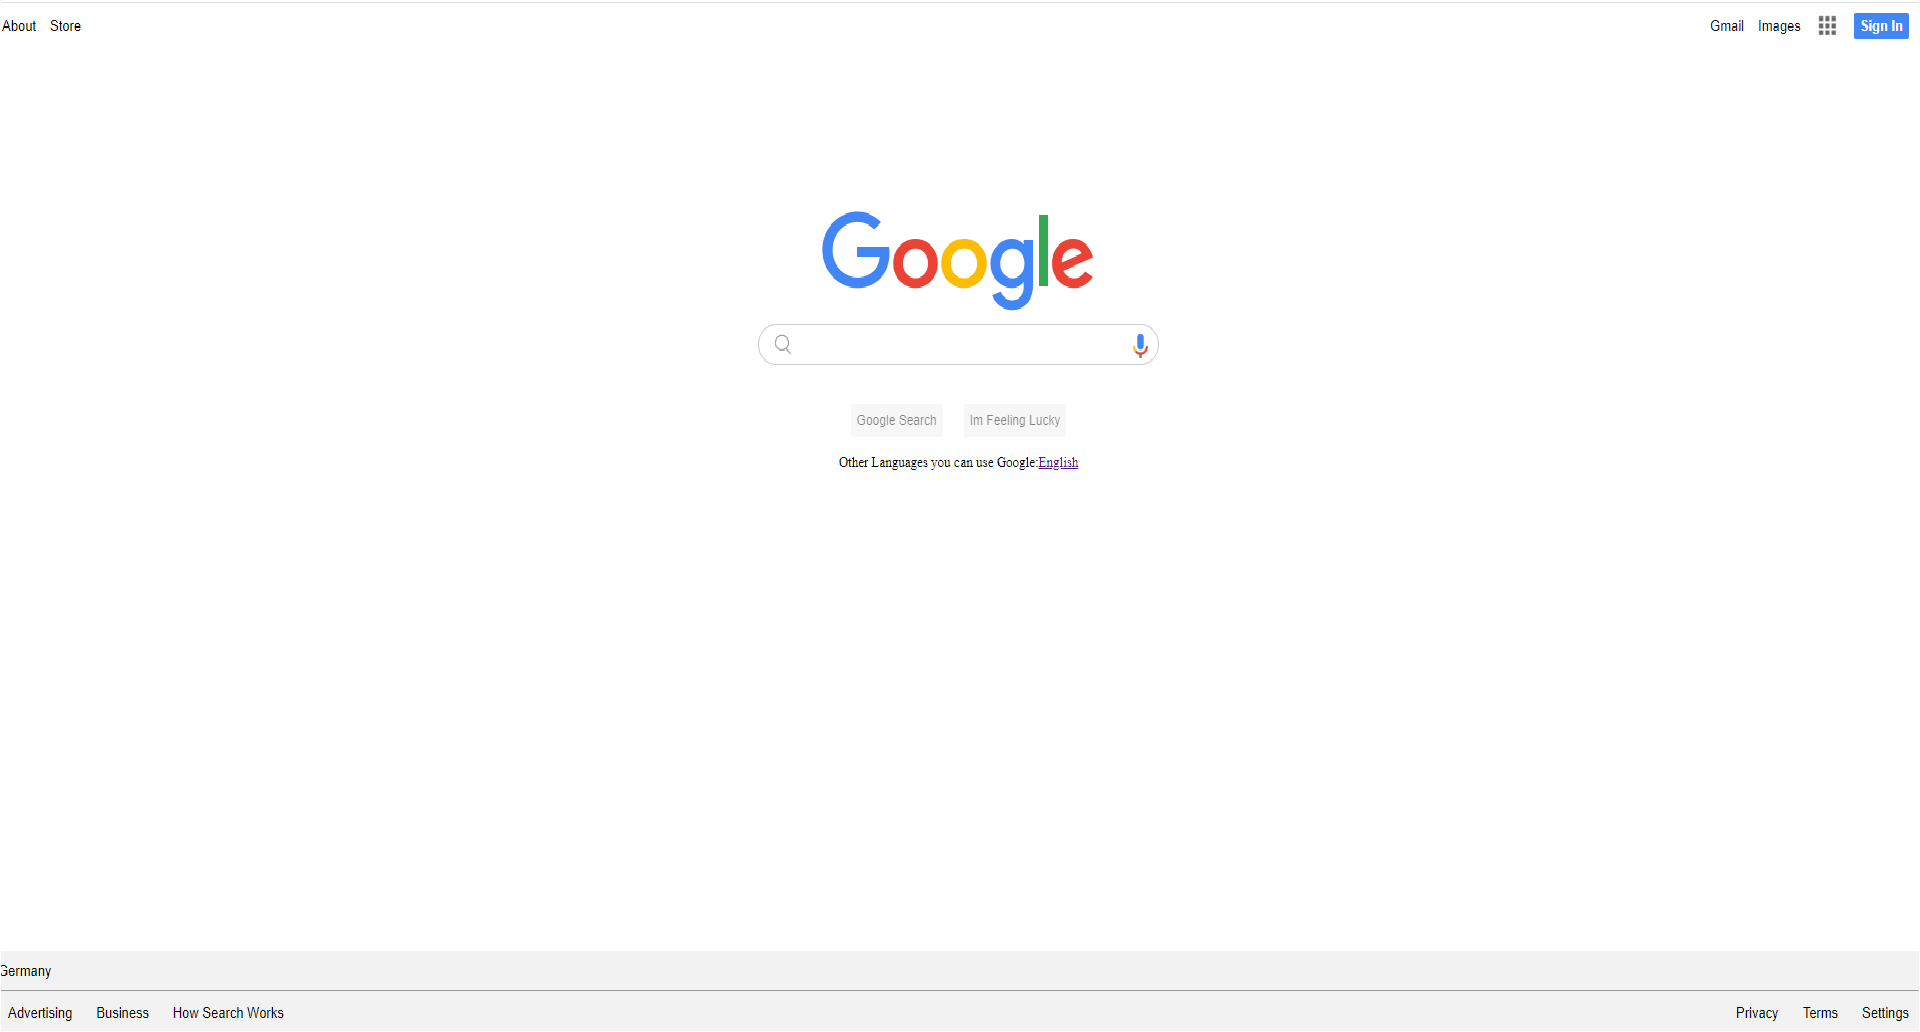 About Store Gmail Images Sign In
Google
Google Search Im Feeling Lucky
Other Languages you can use Google:English
Germany
Advertising Business How Search Works Privacy Terms Settings